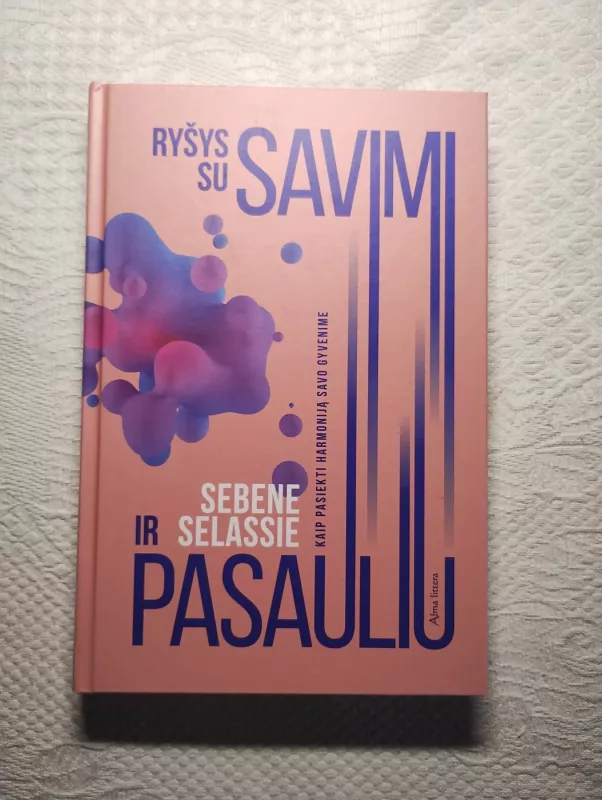 RYŠYS
SU SAVIMI
KAIP PASIEKTI HARMONIJĄ SAVO GYVENIME
SEBENE
SELASSIE
IR
PASAULIU
Alma littera